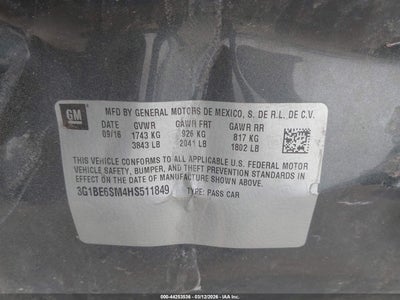 GM
MFD BY GENERAL MOTORS DE MEXICO, S. DE R.L. DE C.V.
DATE GVWR GAWR FRT GAWR RR
09/16 1743 KG 926 KG 817 KG
3843 LB 2041 LB 1802 LB
THIS VEHICLE CONFORMS TO ALL APPLICABLE U.S. FEDERAL MOTOR
VEHICLE SAFETY, BUMPER, AND THEFT PREVENTION STANDARDS
IN EFFECT ON THE DATE OF MANUFACTURE SHOWN ABOVE.
3G1BE6SM4HS511849 TYPE: PASS CAR
000-44253536 - 03/12/2026 - IAA Inc.